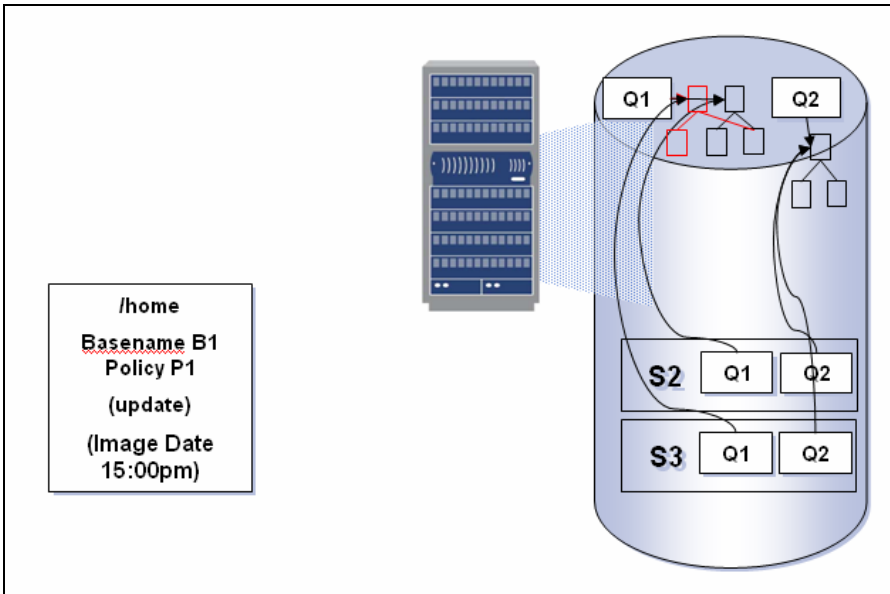 Q1
Q2
/home
Basename B1
Policy P1
(update)
(Image Date
15:00pm)
S2
Q1
Q2
S3
Q1
Q2